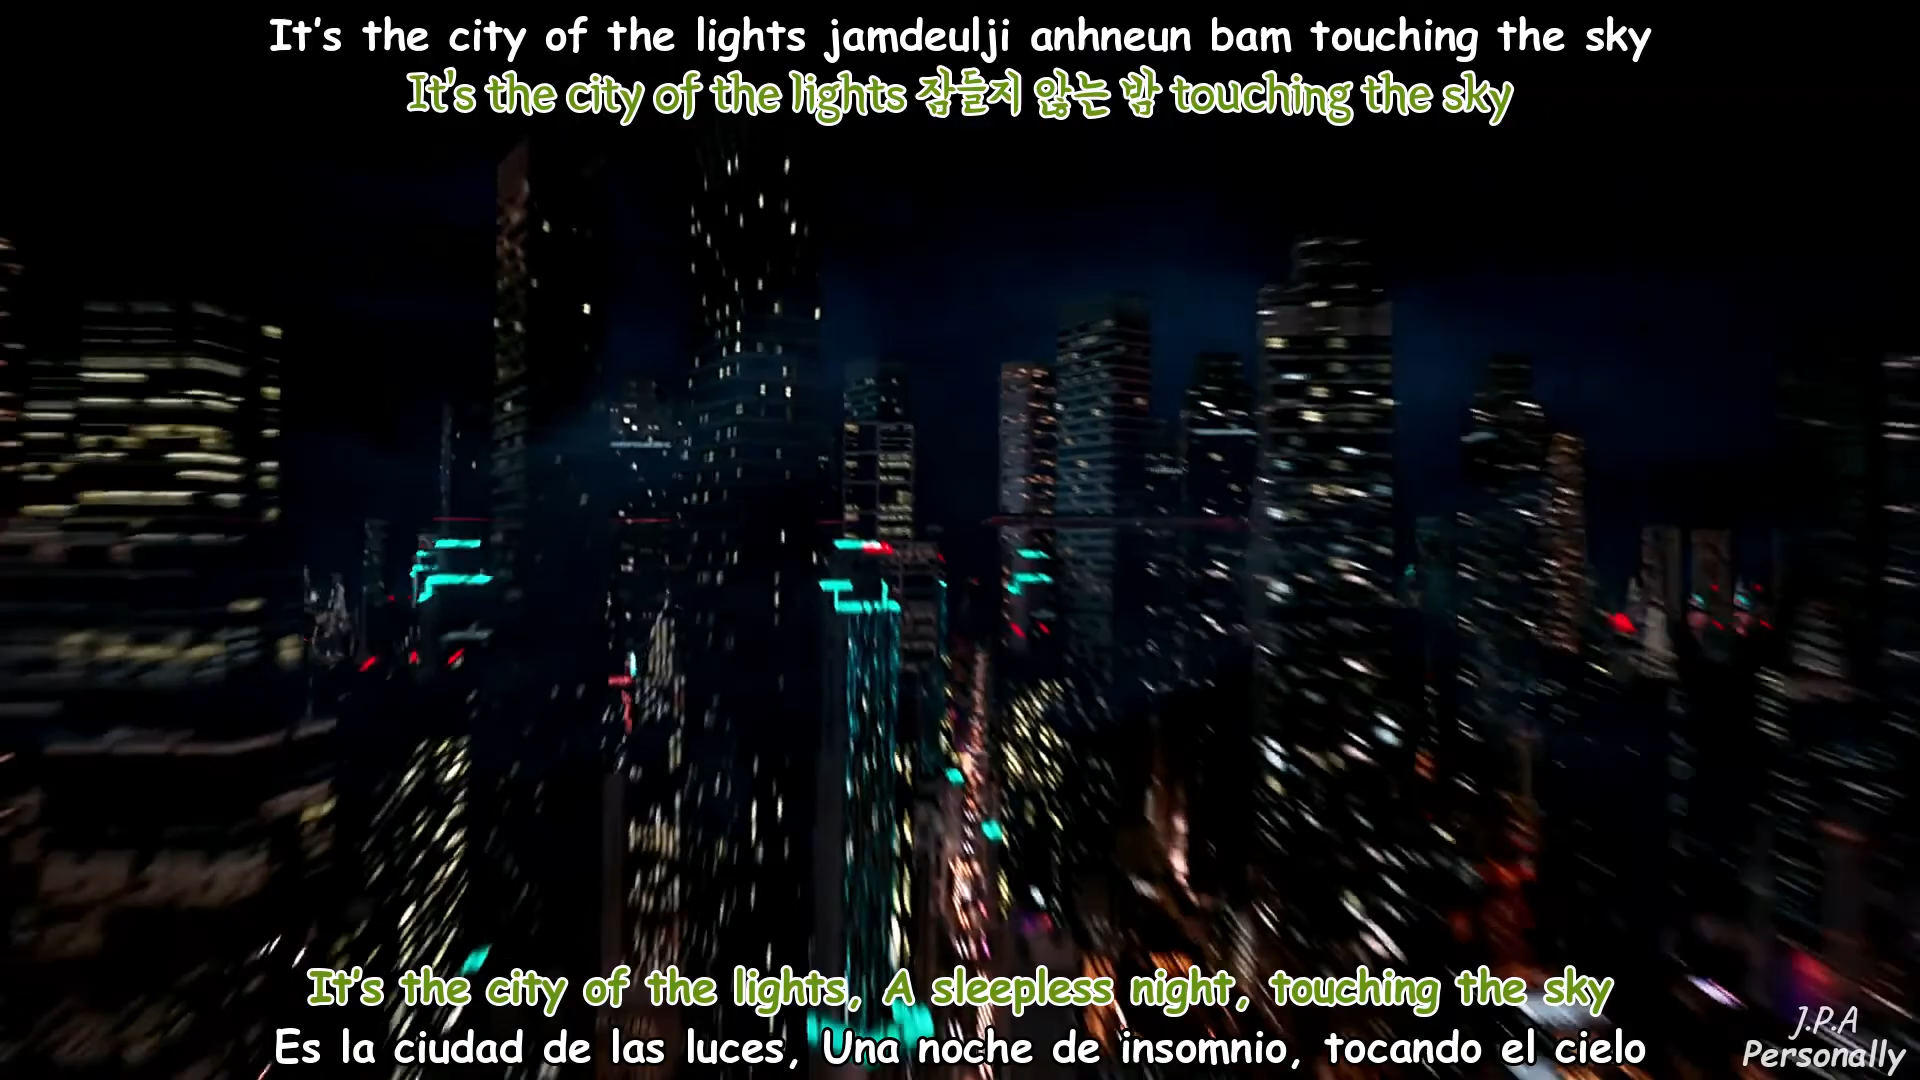 It's the city of the lights jamdeulji anhneun bam touching the sky
It's the city of the lights 잠들지 않는 밤 touching the sky
It's the city of the lights, A sleepless night, touching the sky
Es la ciudad de las luces, Una noche de insomnio, tocando el cielo
J.P.A
Personally